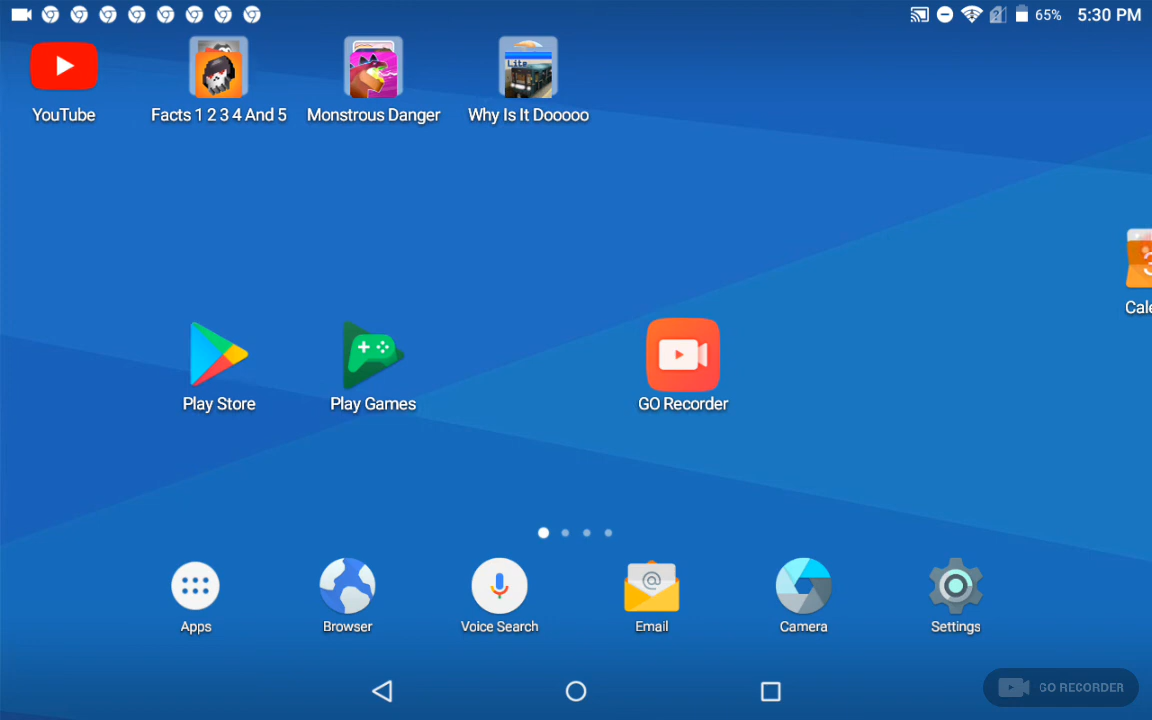 65% 5:30 PM
YouTube
Facts 1 2 3 4 And 5
Monstrous Danger
Why Is It Dooooo
Lite
Cale
Play Store
Play Games
GO Recorder
Apps
Browser
Voice Search
Email
Camera
Settings
GO RECORDER